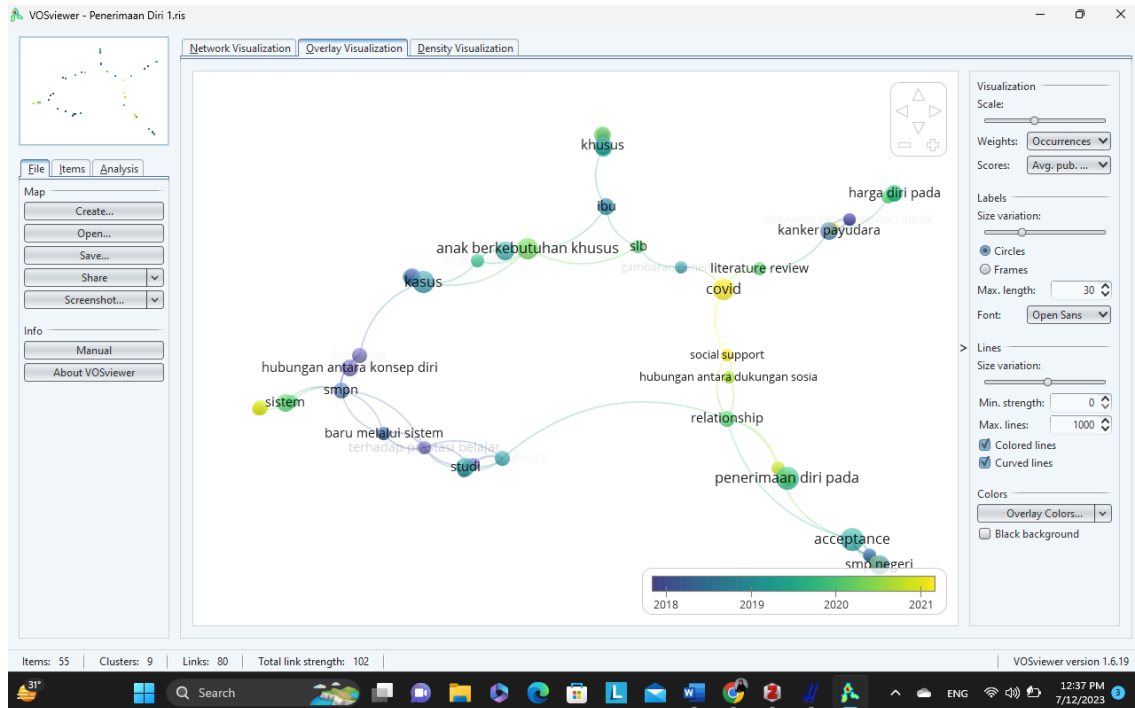 VOSviewer - Penerimaan Diri 1.ris
Network Visualization
Overlay Visualization
Density Visualization
File
Items
Analysis
Map
Create...
Open...
Save...
Share
Screenshot...
Info
Manual
About VOSviewer
khusus
harga diri pada
ibu
kanker payudara
anak berkebutuhan khusus
slb
literature review
kasus
covid
social support
hubungan antara konsep diri
hubungan antara dukungan sosia
smpn
sistem
relationship
baru melalui sistem
terhadap prestasi belajar
studi
penerimaan diri pada
acceptance
smp negeri
2018
2019
2020
2021
>
Visualization
Scale:
Weights:
Occurrences
Scores:
Avg. pub. ...
Labels
Size variation:
Circles
Frames
Max. length:
30
Font:
Open Sans
Lines
Size variation:
Min. strength:
0
Max. lines:
1000
Colored lines
Curved lines
Colors
Overlay Colors...
Black background
Items: 55
Clusters: 9
Links: 80
Total link strength: 102
VOSviewer version 1.6.19
31°
Search
ENG
12:37 PM
7/12/2023
3